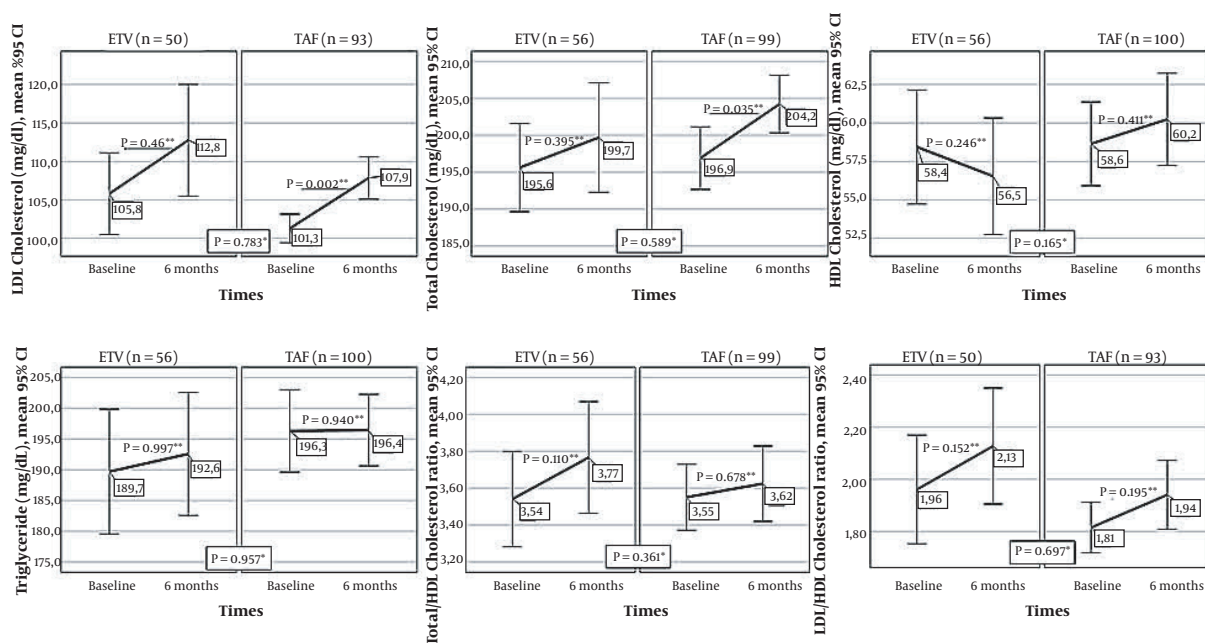 ETV (n = 50) TAF (n = 93)
LDL Cholesterol (mg/dl), mean %95 CI
120,0
115,0
110,0
105,0
100,0
P = 0.46**
112,8
105,8
P = 0.002**
107,9
101,3
P = 0.783*
Baseline 6 months Baseline 6 months
Times
ETV (n = 56) TAF (n = 99)
Total Cholesterol (mg/dL), mean 95% CI
210,0
205,0
200,0
195,0
190,0
185,0
P = 0.395**
199,7
195,6
P = 0.035**
204,2
196,9
P = 0.589*
Baseline 6 months Baseline 6 months
Times
ETV (n = 56) TAF (n = 100)
HDL Cholesterol (mg/dl), mean 95% CI
62,5
60,0
57,5
55,0
52,5
P = 0.246**
58,4
56,5
P = 0.411**
58,6
60,2
P = 0.165*
Baseline 6 months Baseline 6 months
Times
ETV (n = 56) TAF (n = 100)
Triglyceride (mg/dL), mean 95% CI
205,0
200,0
195,0
190,0
185,0
180,0
175,0
P = 0.997**
192,6
189,7
P = 0.940**
196,3
196,4
P = 0.957*
Baseline 6 months Baseline 6 months
Times
ETV (n = 56) TAF (n = 99)
Total/HDL Cholesterol ratio, mean 95% CI
4,20
4,00
3,80
3,60
3,40
3,20
P = 0.110**
3,77
3,54
P = 0.678**
3,55
3,62
P = 0.361*
Baseline 6 months Baseline 6 months
Times
ETV (n = 50) TAF (n = 93)
LDL/HDL Cholesterol ratio, mean 95% CI
2,40
2,20
2,00
1,80
P = 0.152**
2,13
1,96
P = 0.195**
1,94
1,81
P = 0.697*
Baseline 6 months Baseline 6 months
Times